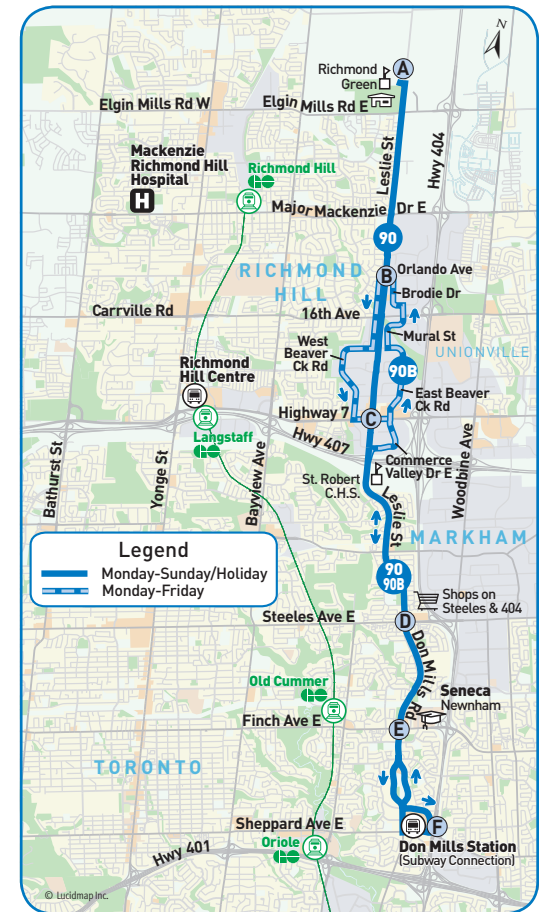 N
Richmond
Green
A
Elgin Mills Rd W
Elgin Mills Rd E
Leslie St
Hwy 404
Mackenzie
Richmond Hill
Hospital
H
Richmond Hill
Major Mackenzie Dr E
90
RICHMOND
HILL
B
Orlando Ave
Brodie Dr
Carrville Rd
16th Ave
Mural St
West
Beaver
Ck Rd
UNIONVILLE
90B
Richmond
Hill Centre
East Beaver
Ck Rd
Highway 7
C
Langstaff
Hwy 407
Commerce
Valley Dr E
Bathurst St
Yonge St
Bayview Ave
Woodbine Ave
St. Robert
C.H.S.
Leslie St
MARKHAM
Legend
Monday-Sunday/Holiday
Monday-Friday
90
90B
Shops on
Steeles & 404
Steeles Ave E
D
Don Mills Rd
Old Cummer
Seneca
Newnham
Finch Ave E
E
TORONTO
Sheppard Ave E
F
Oriole
Don Mills Station
(Subway Connection)
Hwy 401
© Lucidmap Inc.